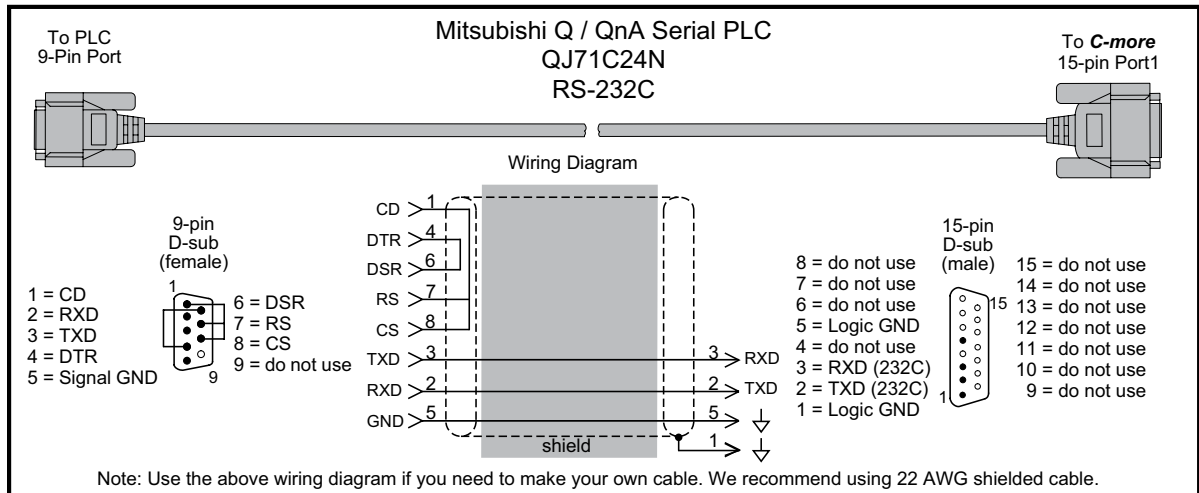 To PLC
9-Pin Port
Mitsubishi Q / QnA Serial PLC
QJ71C24N
RS-232C
To C-more
15-pin Port1
Wiring Diagram
9-pin
D-sub
(female)
1
9
1 = CD
2 = RXD
3 = TXD
4 = DTR
5 = Signal GND
6 = DSR
7 = RS
8 = CS
9 = do not use
CD 1
DTR 4
DSR 6
RS 7
CS 8
TXD 3
RXD 2
GND 5
shield
3 RXD
2 TXD
5
1
8 = do not use
7 = do not use
6 = do not use
5 = Logic GND
4 = do not use
3 = RXD (232C)
2 = TXD (232C)
1 = Logic GND
15-pin
D-sub
(male)
15
1
15 = do not use
14 = do not use
13 = do not use
12 = do not use
11 = do not use
10 = do not use
9 = do not use
Note: Use the above wiring diagram if you need to make your own cable. We recommend using 22 AWG shielded cable.